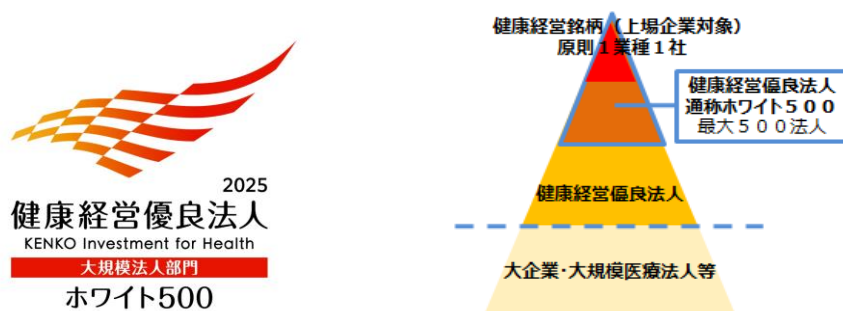 2025
健康経営優良法人
KENKO Investment for Health
大規模法人部門
ホワイト500
健康経営銘柄（上場企業対象）
原則１業種１社
健康経営優良法人
通称ホワイト５００
最大５００法人
健康経営優良法人
大企業･大規模医療法人等